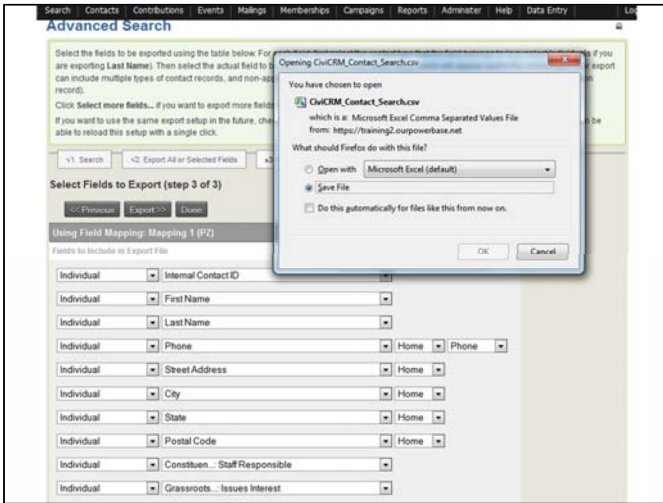 Search Contacts Contributions Events Mailings Memberships Campaigns Reports Administer Help Data Entry
Advanced Search
Select the fields to be exported using the table below. For
if you
are exporting Last Name). Then select the actual field to b
export
can include multiple types of contact records, and non-app
record).
Click Select more fields... if you want to export more fields
If you want to use the same export setup in the future, che
be
able to reload this setup with a single click.
√1. Search √2. Export All or Selected Fields
Select Fields to Export (step 3 of 3)
<< Previous Export >> Done
Using Field Mapping: Mapping 1 (PZ)
Fields to Include in Export File
Individual Internal Contact ID
Individual First Name
Individual Last Name
Individual Phone Home Phone
Individual Street Address Home
Individual City Home
Individual State Home
Individual Postal Code Home
Individual Constituen...: Staff Responsible
Individual Grassroots...: Issues Interest
Opening CiviCRM_Contact_Search.csv
You have chosen to open
CiviCRM_Contact_Search.csv
which is a: Microsoft Excel Comma Separated Values File
from: https://training2.ourpowerbase.net
What should Firefox do with this file?
Open with Microsoft Excel (default)
Save File
Do this automatically for files like this from now on.
OK Cancel